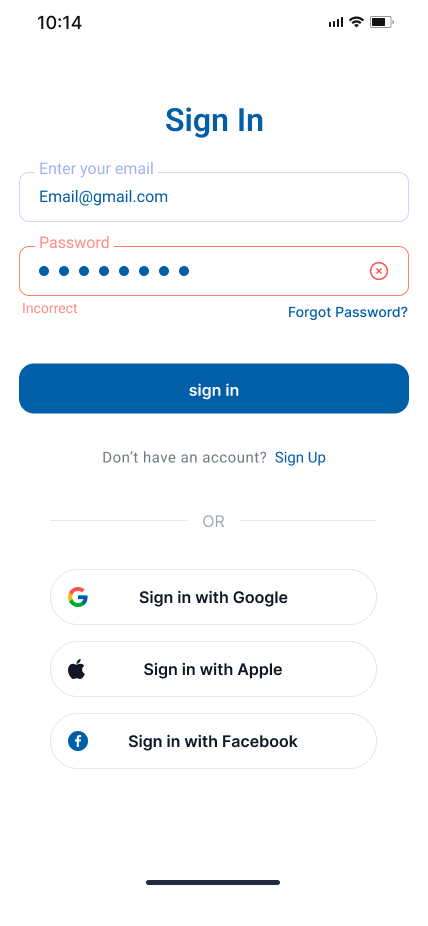 10:14
Sign In
Enter your email
Email@gmail.com
Password
Incorrect
Forgot Password?
sign in
Don’t have an account? Sign Up
OR
Sign in with Google
Sign in with Apple
Sign in with Facebook